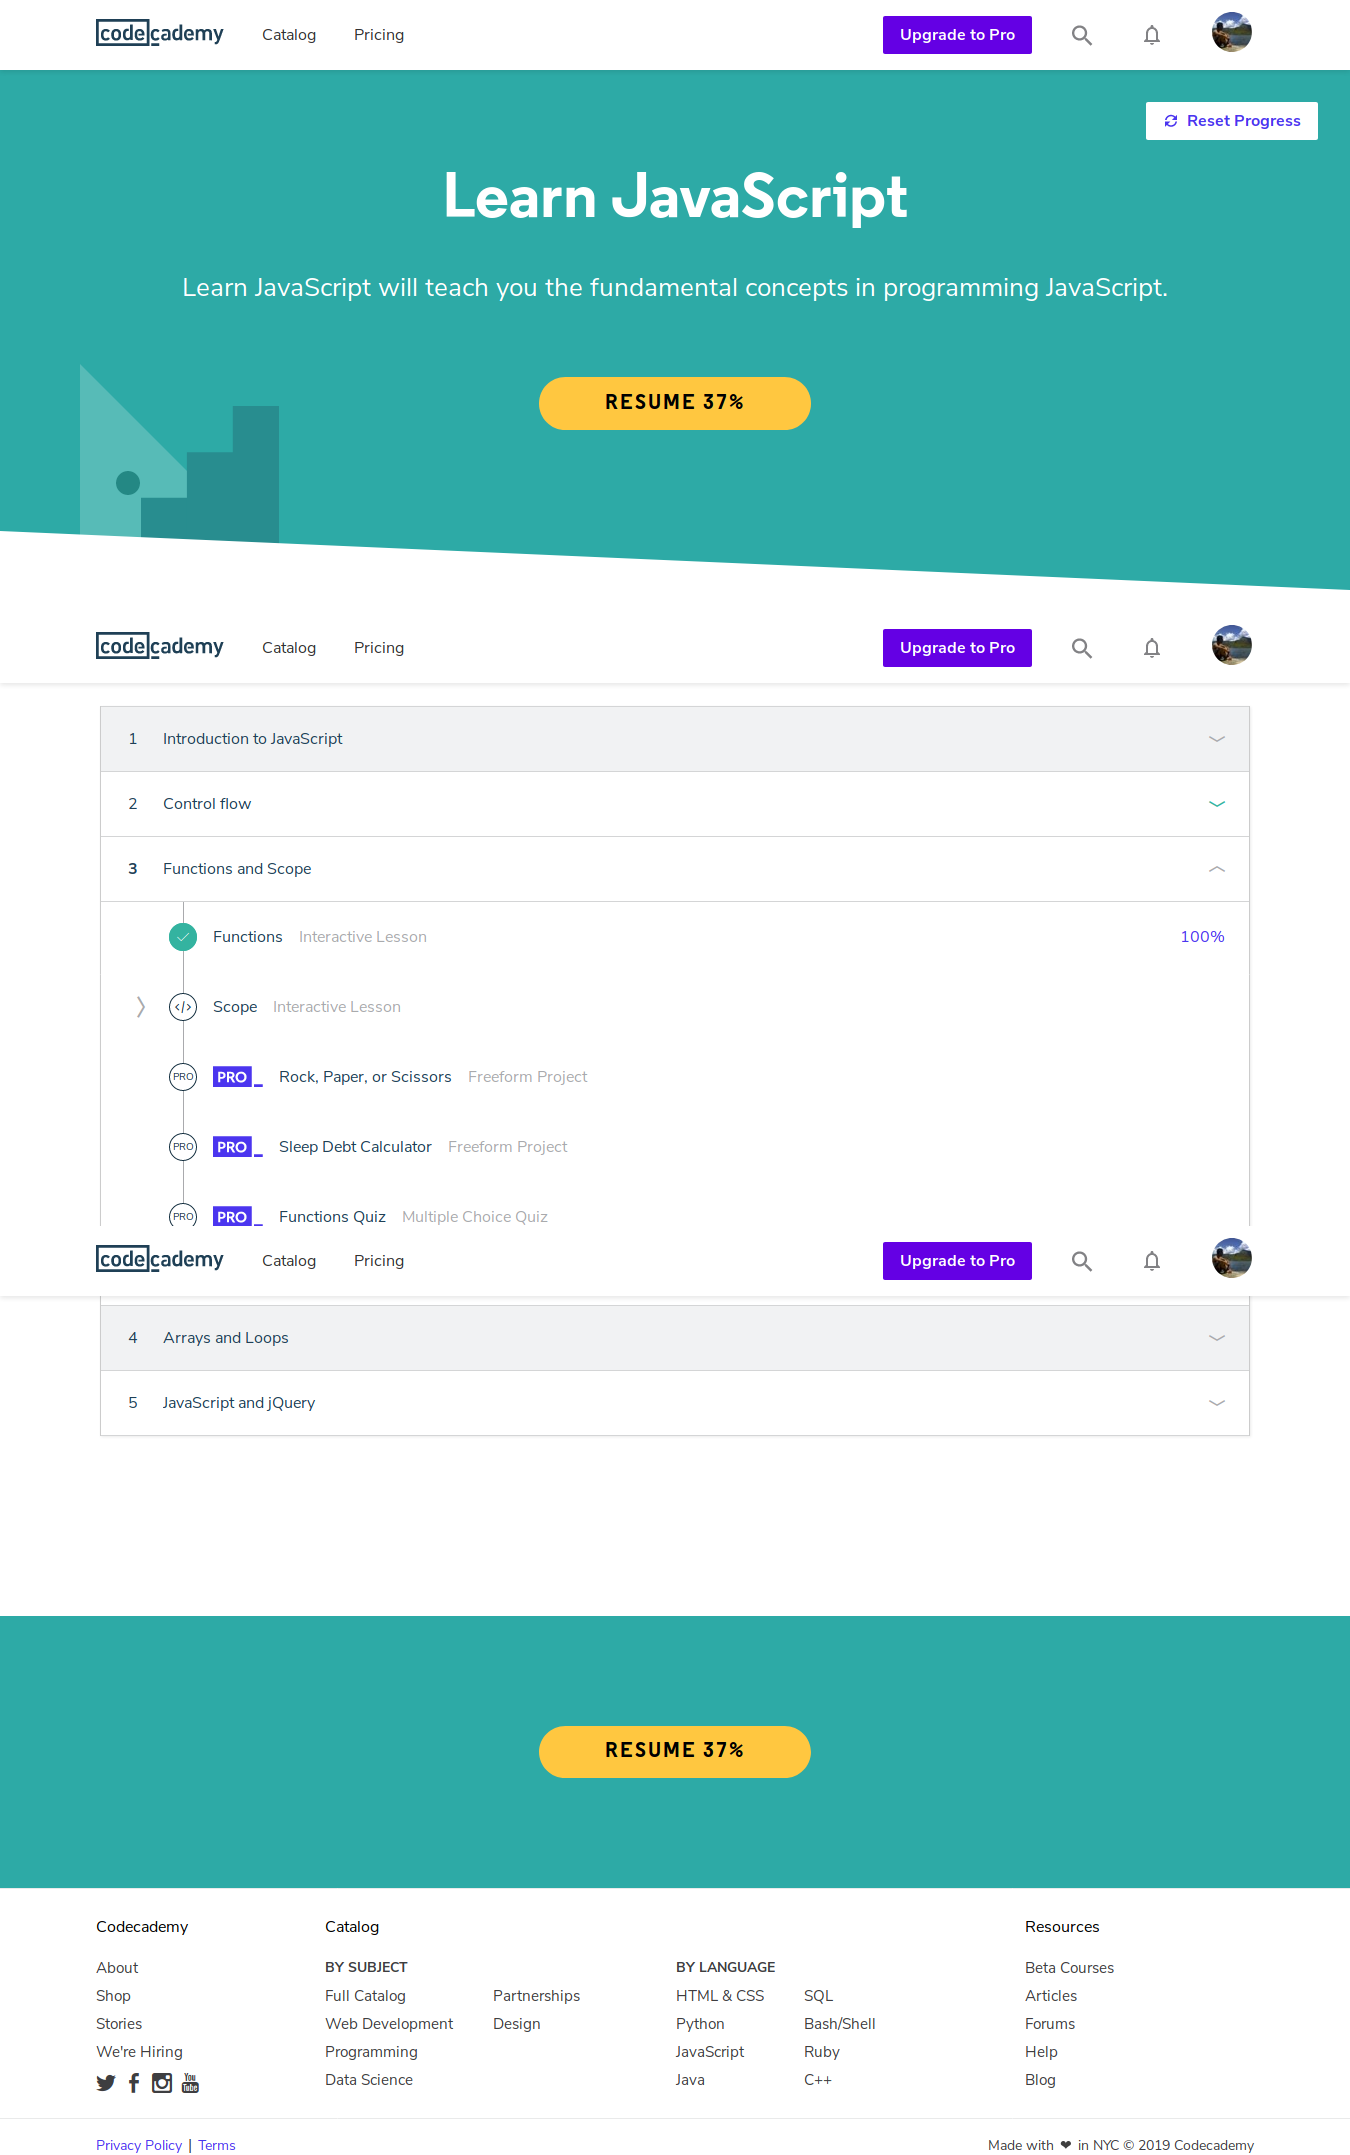 codecademy Catalog Pricing Upgrade to Pro
Reset Progress
Learn JavaScript
Learn JavaScript will teach you the fundamental concepts in programming JavaScript.
RESUME 37%
codecademy Catalog Pricing Upgrade to Pro
1 Introduction to JavaScript
2 Control flow
3 Functions and Scope
Functions Interactive Lesson 100%
</> Scope Interactive Lesson
PRO PRO_ Rock, Paper, or Scissors Freeform Project
PRO PRO_ Sleep Debt Calculator Freeform Project
PRO PRO_ Functions Quiz Multiple Choice Quiz
codecademy Catalog Pricing Upgrade to Pro
4 Arrays and Loops
5 JavaScript and jQuery
RESUME 37%
Codecademy Catalog Resources
About BY SUBJECT BY LANGUAGE Beta Courses
Shop Full Catalog Partnerships HTML & CSS SQL Articles
Stories Web Development Design Python Bash/Shell Forums
We're Hiring Programming JavaScript Ruby Help
You Tube Data Science Java C++ Blog
Privacy Policy | Terms Made with ❤ in NYC © 2019 Codecademy